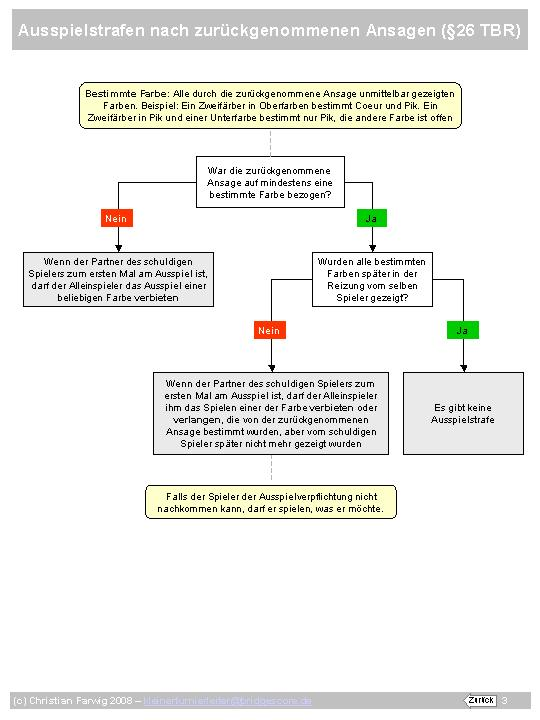 Ausspielstrafen nach zurückgenommenen Ansagen (§26 TBR)
Bestimmte Farbe: Alle durch die zurückgenommene Ansage unmittelbar gezeigten
Farben. Beispiel: Ein Zweifärber in Oberfarben bestimmt Coeur und Pik. Ein
Zweifärber in Pik und einer Unterfarbe bestimmt nur Pik, die andere Farbe ist offen
War die zurückgenommene
Ansage auf mindestens eine
bestimmte Farbe bezogen?
Nein
Ja
Wenn der Partner des schuldigen
Spielers zum ersten Mal am Ausspiel ist,
darf der Alleinspieler das Ausspiel einer
beliebigen Farbe verbieten
Wurden alle bestimmten
Farben später in der
Reizung vom selben
Spieler gezeigt?
Nein
Ja
Wenn der Partner des schuldigen Spielers zum
ersten Mal am Ausspiel ist, darf der Alleinspieler
ihm das Spielen einer der Farbe verbieten oder
verlangen, die von der zurückgenommenen
Ansage bestimmt wurden, aber vom schuldigen
Spieler später nicht mehr gezeigt wurden
Es gibt keine
Ausspielstrafe
Falls der Spieler der Ausspielverpflichtung nicht
nachkommen kann, darf er spielen, was er möchte.
(c) Christian Farwig 2008 – kleinerturnierleiter@bridgescore.de
Zurück
3